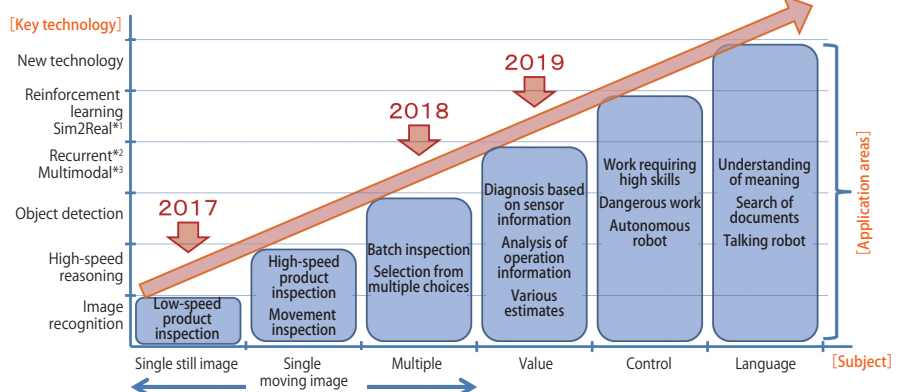 [Key technology]
New technology
Reinforcement
learning
Sim2Real*1
Recurrent*2
Multimodal*3
Object detection
High-speed
reasoning
Image
recognition
2017
2018
2019
Low-speed
product
inspection
High-speed
product
inspection
Movement
inspection
Batch inspection
Selection from
multiple choices
Diagnosis based
on sensor
information
Analysis of
operation
information
Various
estimates
Work requiring
high skills
Dangerous work
Autonomous
robot
Understanding
of meaning
Search of
documents
Talking robot
[Application areas]
Single still image
Single
moving image
Multiple
Value
Control
Language
[Subject]